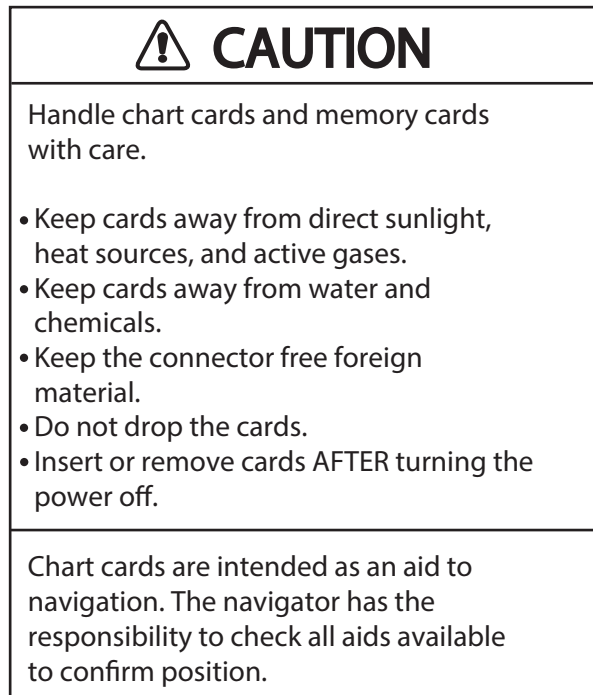 CAUTION
Handle chart cards and memory cards
with care.
• Keep cards away from direct sunlight,
heat sources, and active gases.
• Keep cards away from water and
chemicals.
• Keep the connector free foreign
material.
• Do not drop the cards.
• Insert or remove cards AFTER turning the
power off.
Chart cards are intended as an aid to
navigation. The navigator has the
responsibility to check all aids available
to confirm position.